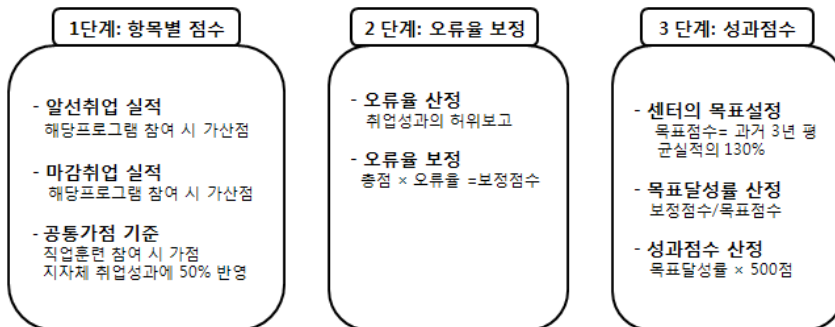 1단계: 항목별 점수
- 알선취업 실적
해당프로그램 참여 시 가산점
- 마감취업 실적
해당프로그램 참여 시 가산점
- 공통가점 기준
직업훈련 참여 시 가점
지자체 취업성과에 50% 반영
2 단계: 오류율 보정
- 오류율 산정
취업성과의 허위보고
- 오류율 보정
총점 × 오류율 =보정점수
3 단계: 성과점수
- 센터의 목표설정
목표점수= 과거 3년 평
균실적의 130%
- 목표달성률 산정
보정점수/목표점수
- 성과점수 산정
목표달성률 × 500점